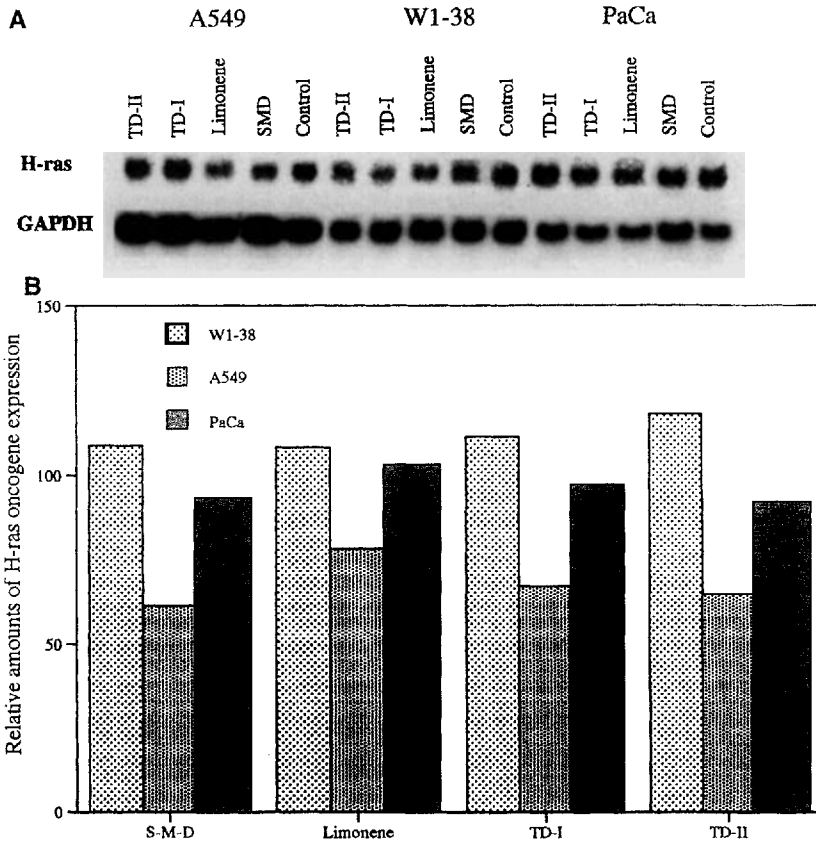 A
A549 W1-38 PaCa
TD-II TD-I Limonene SMD Control TD-II TD-I Limonene SMD Control TD-II TD-I Limonene SMD Control
H-ras
GAPDH
B
Relative amounts of H-ras oncogene expression
150
100
50
0
W1-38
A549
PaCa
S-M-D Limonene TD-I TD-II